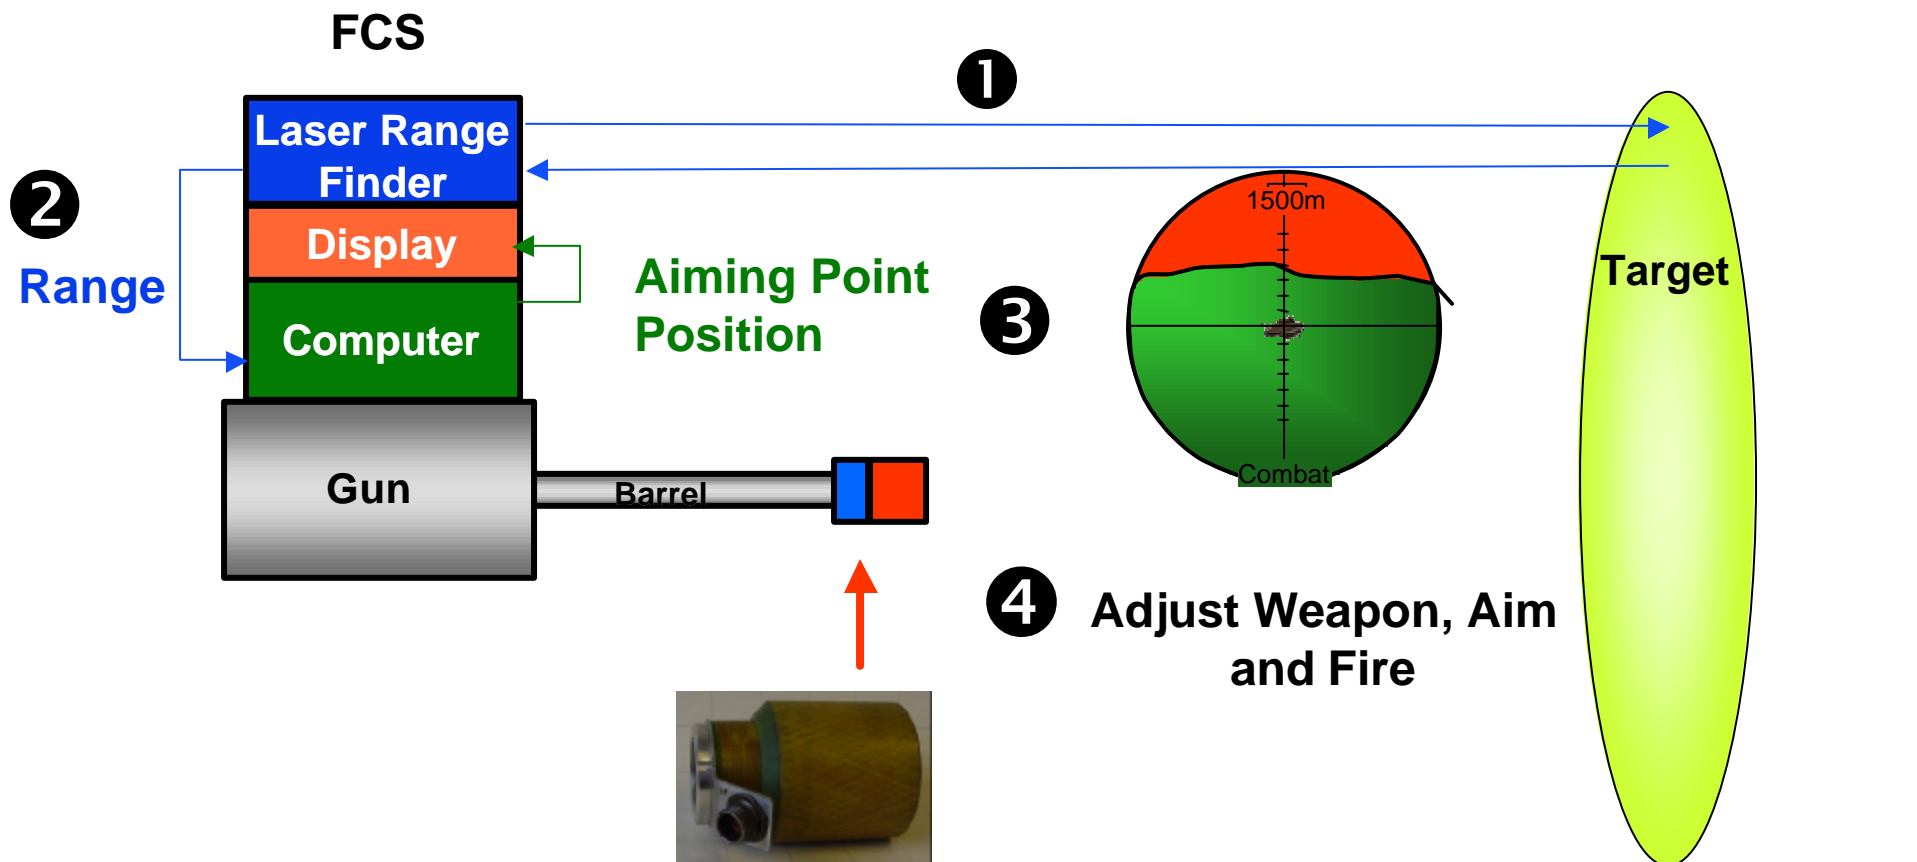 FCS
❶
Laser Range
Finder
❷
Range
Display
Computer
Aiming Point
Position
❸
1500m
Combat
Target
Gun
Barrel
❹
Adjust Weapon, Aim
and Fire